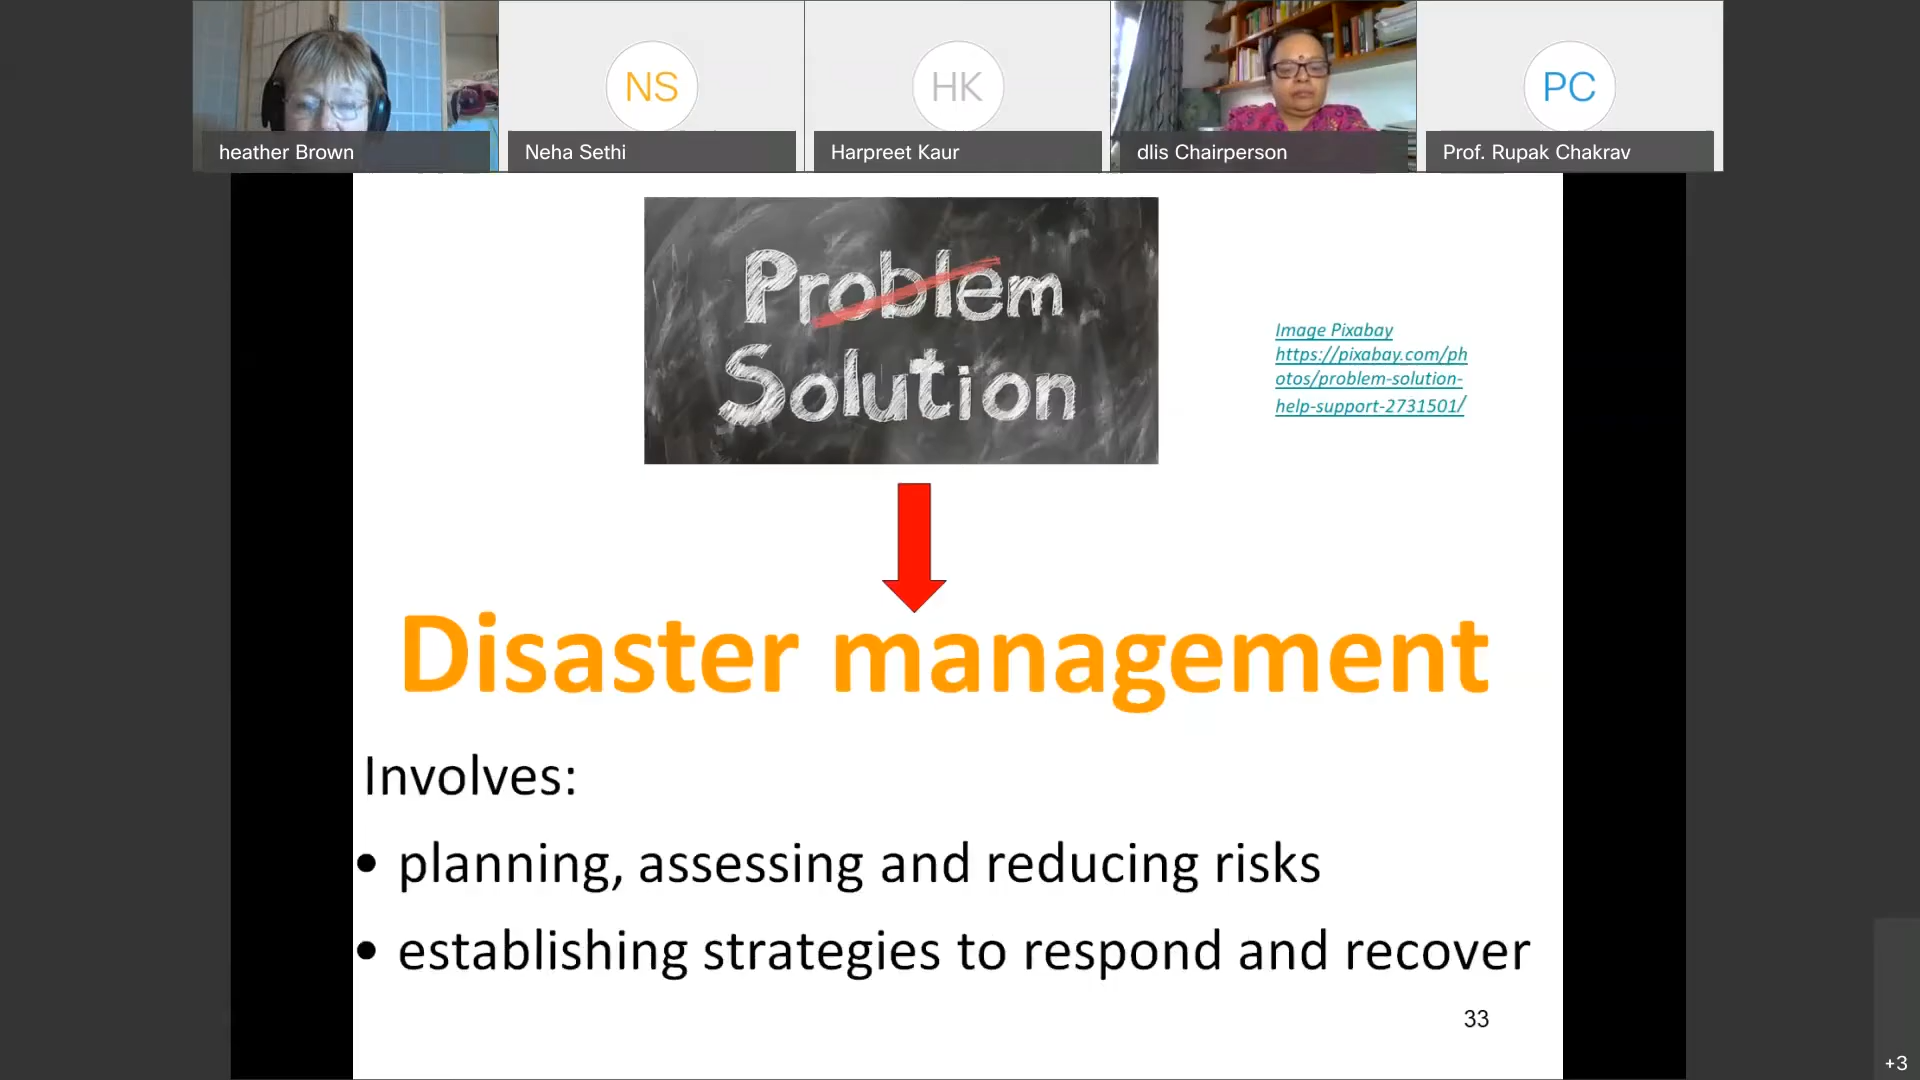 NS
HK
PC
heather Brown
Neha Sethi
Harpreet Kaur
dlis Chairperson
Prof. Rupak Chakrav
Problem
Solution
Image Pixabay
https://pixabay.com/ph
otos/problem-solution-
help-support-2731501/
Disaster management
Involves:
• planning, assessing and reducing risks
• establishing strategies to respond and recover
33
+3